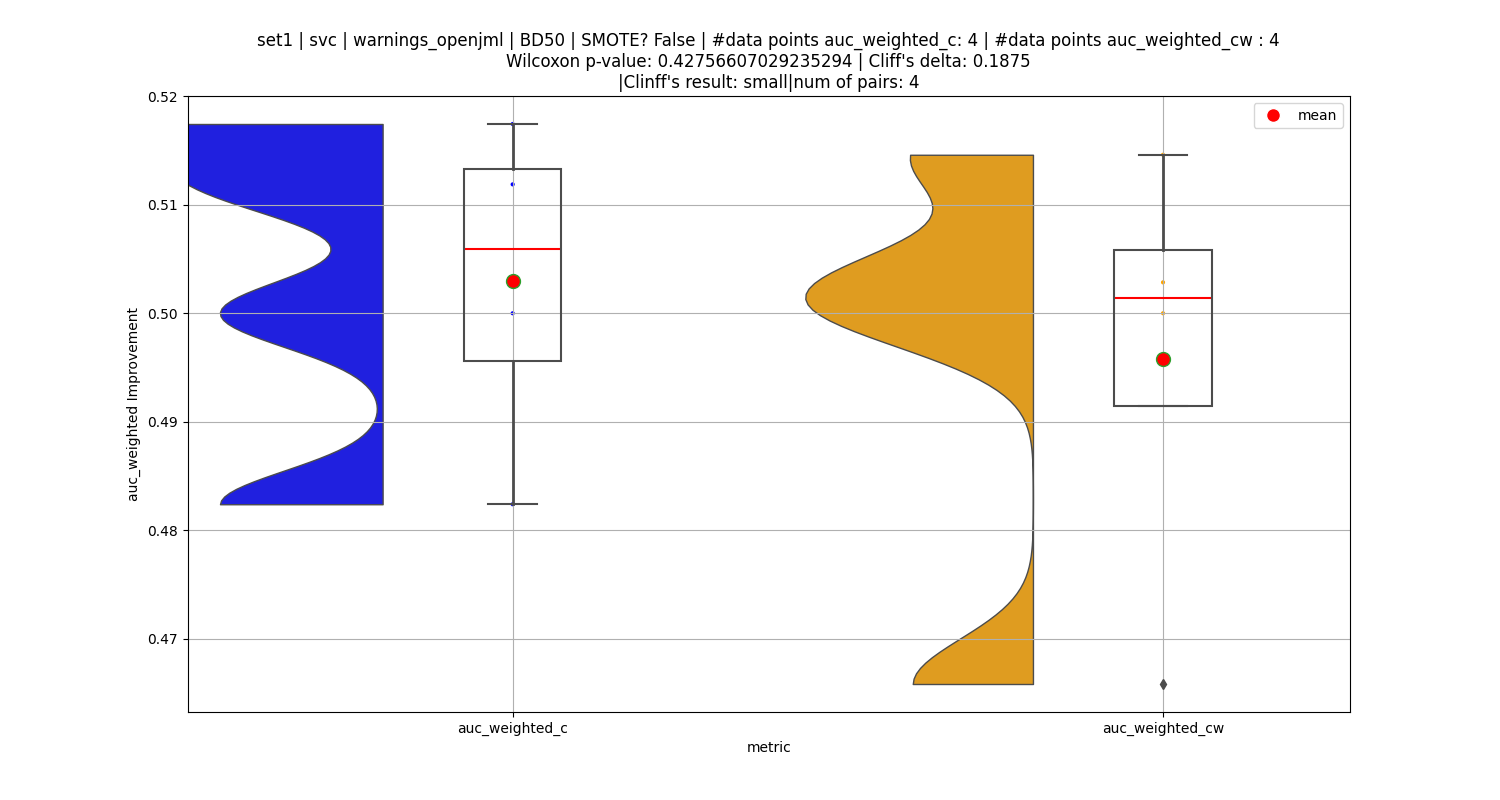 set1 | svc | warnings_openjml | BD50 | SMOTE? False | #data points auc_weighted_c: 4 | #data points auc_weighted_cw : 4
Wilcoxon p-value: 0.42756607029235294 | Cliff's delta: 0.1875
|Clinff's result: small|num of pairs: 4
mean
0.52
0.51
0.50
0.49
0.48
0.47
auc_weighted Improvement
auc_weighted_c
auc_weighted_cw
metric